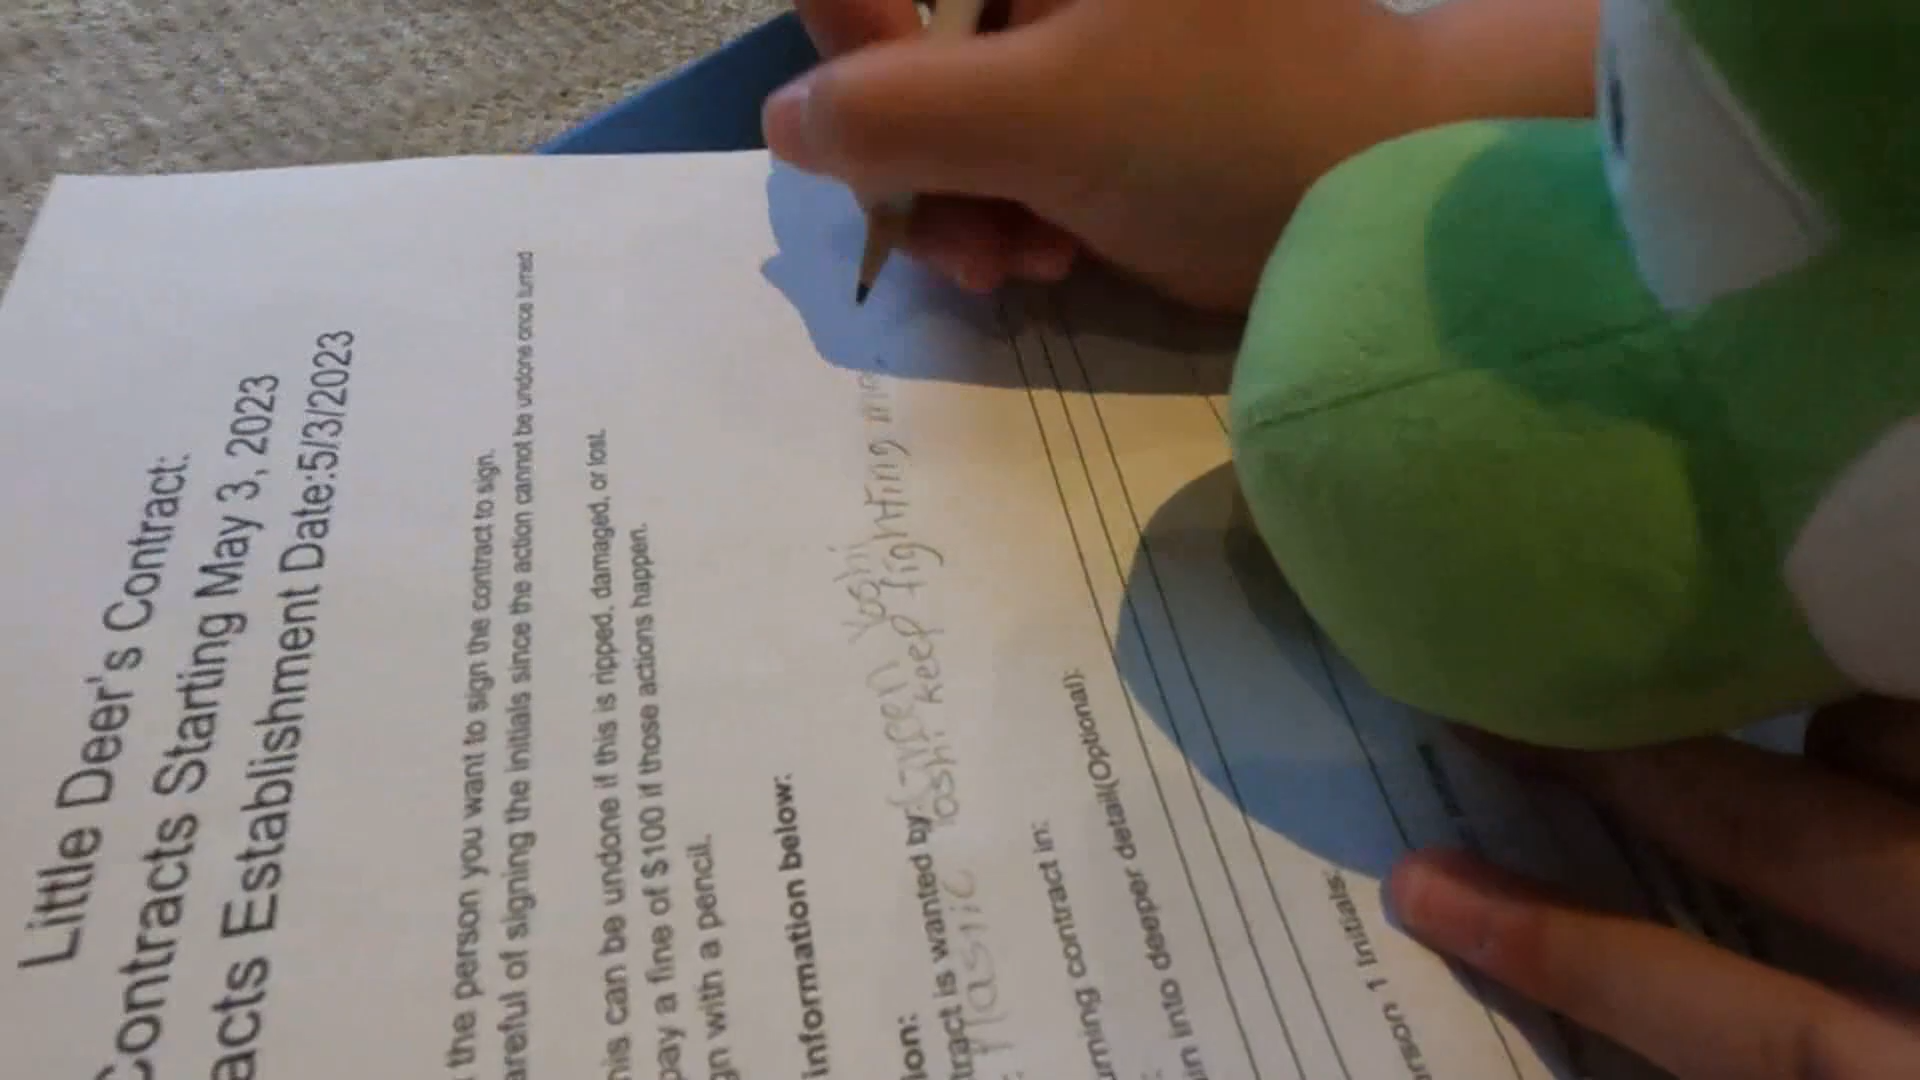 Little Deer's Contract:
Contracts Starting May 3, 2023
acts Establishment Date:5/3/2023
the person you want to sign the contract to sign.
areful of signing the initials since the action cannot be undone once turned
his can be undone if this is ripped, damaged, or lost.
pay a fine of $100 if those actions happen.
gn with a pencil.
information below:
ion:
tract is wanted by Green Yoshi
Plastic Yoshi keep fighting me,
urning contract in:
in into deeper detail(Optional):
erson 1 Initials: